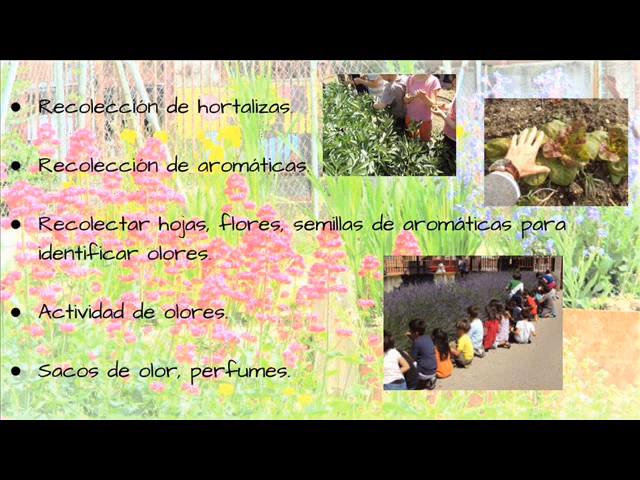 ● Recolección de hortalizas.
● Recolección de aromáticas.
● Recolectar hojas, flores, semillas de aromáticas para
identificar olores.
● Actividad de olores.
● Sacos de olor, perfumes.